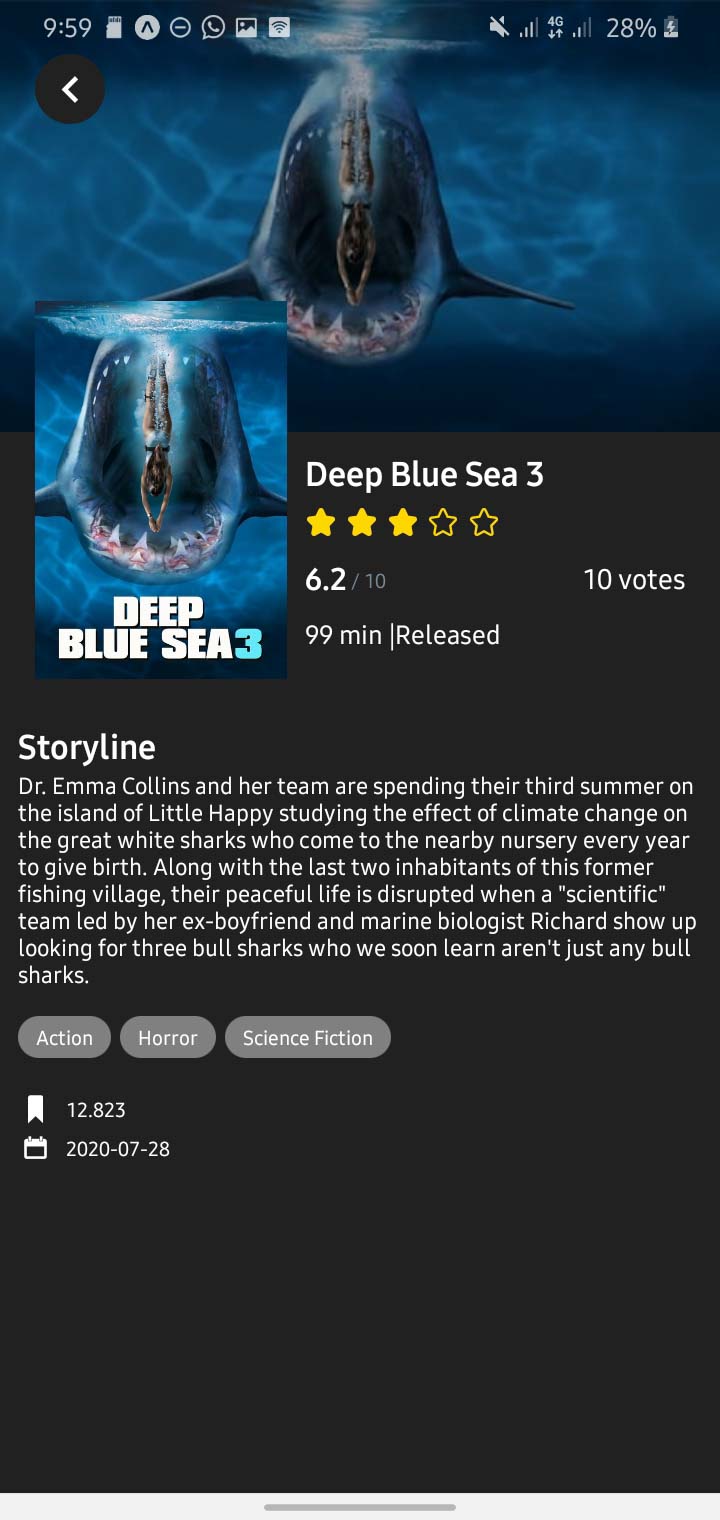 9:59
4G
28%
Deep Blue Sea 3
6.2 / 10
10 votes
99 min |Released
DEEP
BLUE SEA3
Storyline
Dr. Emma Collins and her team are spending their third summer on
the island of Little Happy studying the effect of climate change on
the great white sharks who come to the nearby nursery every year
to give birth. Along with the last two inhabitants of this former
fishing village, their peaceful life is disrupted when a "scientific"
team led by her ex-boyfriend and marine biologist Richard show up
looking for three bull sharks who we soon learn aren't just any bull
sharks.
Action
Horror
Science Fiction
12.823
2020-07-28